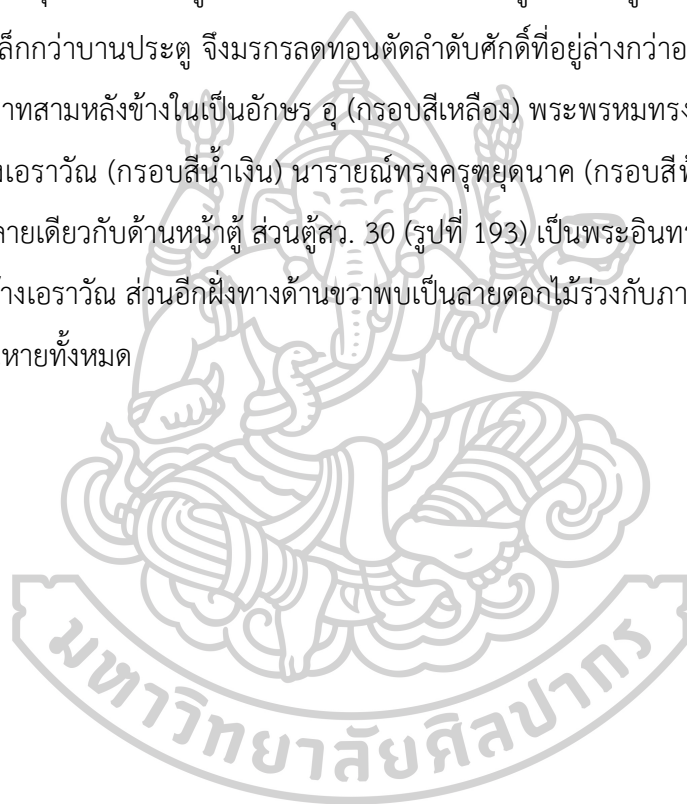 ล็กกว่าบานประตู จึงมรกรลดทอนตัดลำดับศักดิ์ที่อยู่ล่างกว่าอ
าทสามหลังข้างในเป็นอักษร อุ (กรอบสีเหลือง) พระพรหมทรง
งเอราวัณ (กรอบสีน้ำเงิน) นารายณ์ทรงครุฑยุดนาค (กรอบสี
ลายเดียวกับด้านหน้าตู้ ส่วนตู้สว. 30 (รูปที่ 193) เป็นพระอินท
้างเอราวัณ ส่วนอีกฝั่งทางด้านขวาพบเป็นลายดอกไม้ร่วงกับภา
หายทั้งหมด
มหาวิทยาลัยศิลปากร